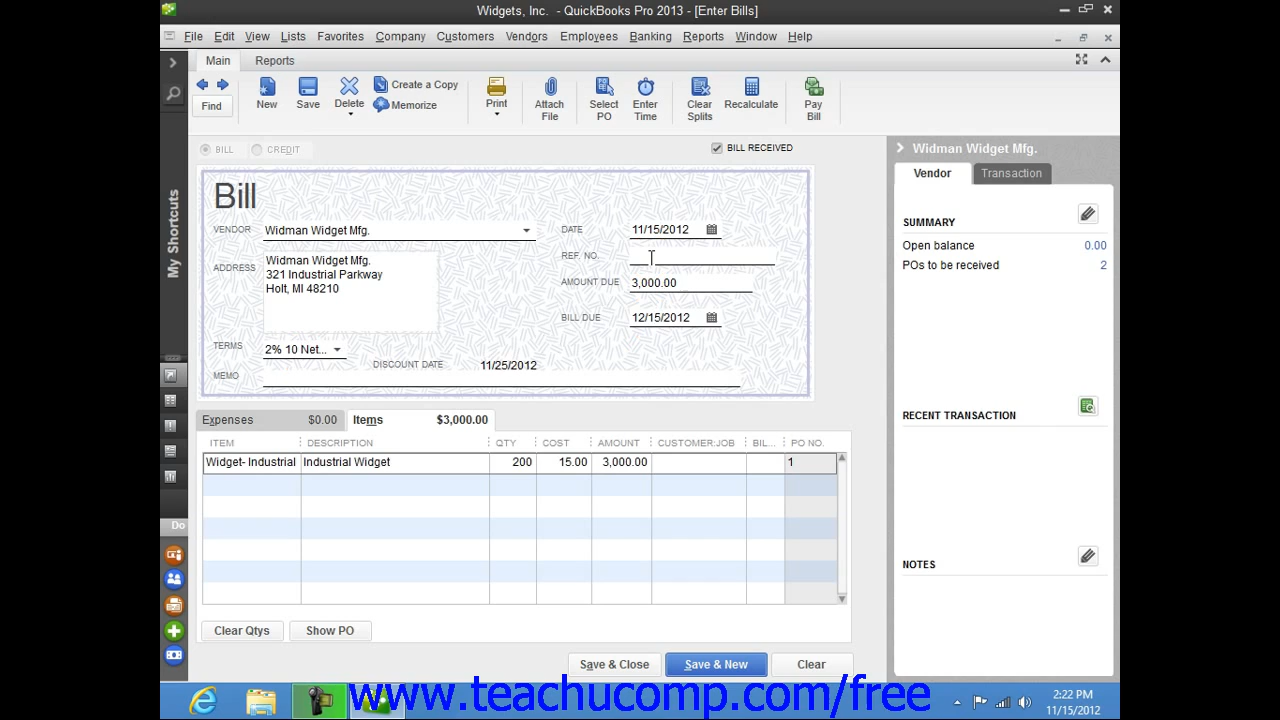 Widgets, Inc. - QuickBooks Pro 2013 - [Enter Bills]
File Edit View Lists Favorites Company Customers Vendors Employees Banking Reports Window Help
Main Reports
Find New Save Delete Create a Copy Memorize Print Attach File Select PO Enter Time Clear Splits Recalculate Pay Bill
My Shortcuts
Do
BILL CREDIT BILL RECEIVED
Bill
VENDOR Widman Widget Mfg. DATE 11/15/2012
ADDRESS Widman Widget Mfg. REF. NO.
321 Industrial Parkway AMOUNT DUE 3,000.00
Holt, MI 48210
BILL DUE 12/15/2012
TERMS 2% 10 Net...
DISCOUNT DATE 11/25/2012
MEMO
Expenses $0.00 Items $3,000.00
ITEM DESCRIPTION QTY COST AMOUNT CUSTOMER:JOB BIL... PO NO.
Widget- Industrial Industrial Widget 200 15.00 3,000.00 1
Clear Qtys Show PO
Save & Close Save & New Clear
Widman Widget Mfg.
Vendor Transaction
SUMMARY
Open balance 0.00
POs to be received 2
RECENT TRANSACTION
NOTES
www.teachucomp.com/free
2:22 PM
11/15/2012